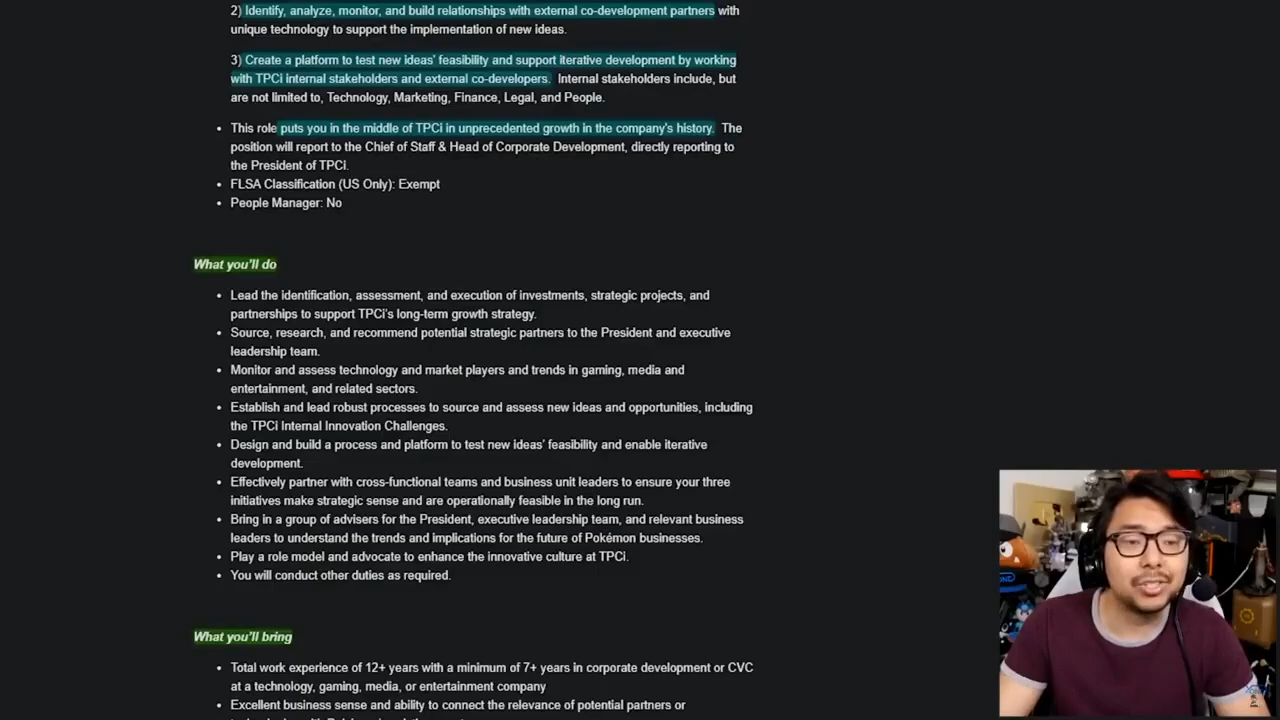 2) Identify, analyze, monitor, and build relationships with external co-development partners with
unique technology to support the implementation of new ideas.
3) Create a platform to test new ideas' feasibility and support iterative development by working
with TPCi internal stakeholders and external co-developers. Internal stakeholders include, but
are not limited to, Technology, Marketing, Finance, Legal, and People.
• This role puts you in the middle of TPCi in unprecedented growth in the company's history. The
position will report to the Chief of Staff & Head of Corporate Development, directly reporting to
the President of TPCi.
• FLSA Classification (US Only): Exempt
• People Manager: No
What you'll do
• Lead the identification, assessment, and execution of investments, strategic projects, and
partnerships to support TPCi's long-term growth strategy.
• Source, research, and recommend potential strategic partners to the President and executive
leadership team.
• Monitor and assess technology and market players and trends in gaming, media and
entertainment, and related sectors.
• Establish and lead robust processes to source and assess new ideas and opportunities, including
the TPCi Internal Innovation Challenges.
• Design and build a process and platform to test new ideas' feasibility and enable iterative
development.
• Effectively partner with cross-functional teams and business unit leaders to ensure your three
initiatives make strategic sense and are operationally feasible in the long run.
• Bring in a group of advisers for the President, executive leadership team, and relevant business
leaders to understand the trends and implications for the future of Pokémon businesses.
• Play a role model and advocate to enhance the innovative culture at TPCi.
• You will conduct other duties as required.
What you'll bring
• Total work experience of 12+ years with a minimum of 7+ years in corporate development or CVC
at a technology, gaming, media, or entertainment company
• Excellent business sense and ability to connect the relevance of potential partners or